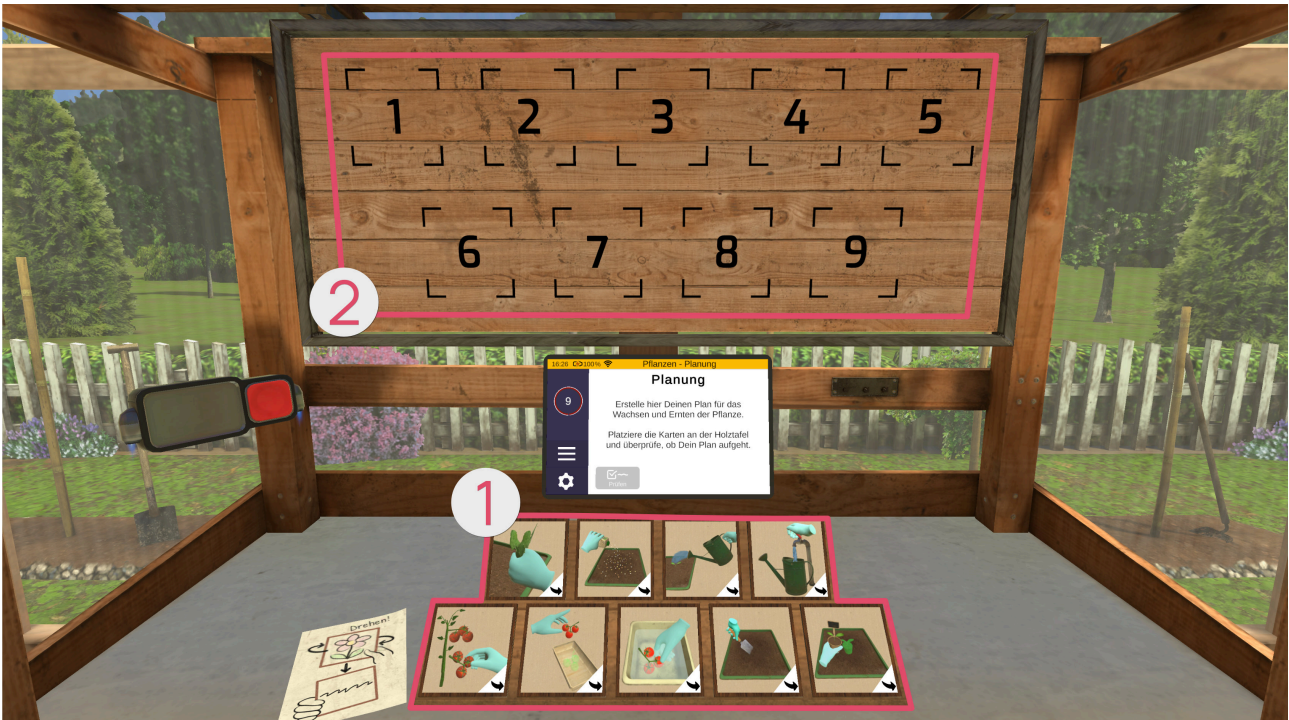 1 2 3 4 5
6 7 8 9
2
16:26 100% Pflanzen - Planung
Planung
9
Erstelle hier Deinen Plan für das
Wachsen und Ernten der Pflanze.
Platziere die Karten an der Holztafel
und überprüfe, ob Dein Plan aufgeht.
Prüfen
1
Drehen!